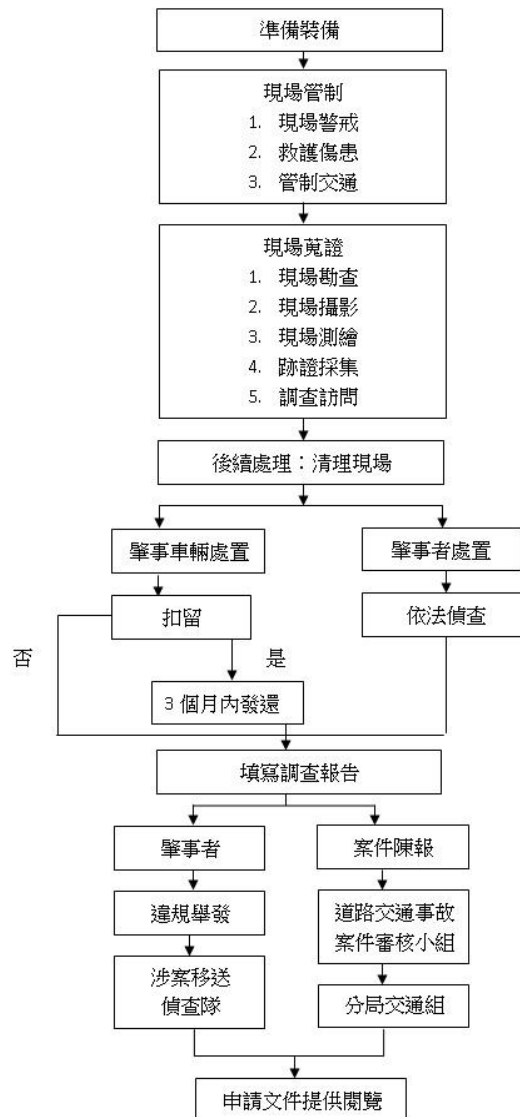 準備裝備
現場管制
1. 現場警戒
2. 救護傷患
3. 管制交通
現場蒐證
1. 現場勘查
2. 現場攝影
3. 現場測繪
4. 跡證採集
5. 調查訪問
後續處理：清理現場
肇事車輛處置
肇事者處置
扣留
依法偵查
否
是
3 個月內發還
填寫調查報告
肇事者
案件陳報
違規舉發
道路交通事故
案件審核小組
涉案移送
偵查隊
分局交通組
申請文件提供閱覽